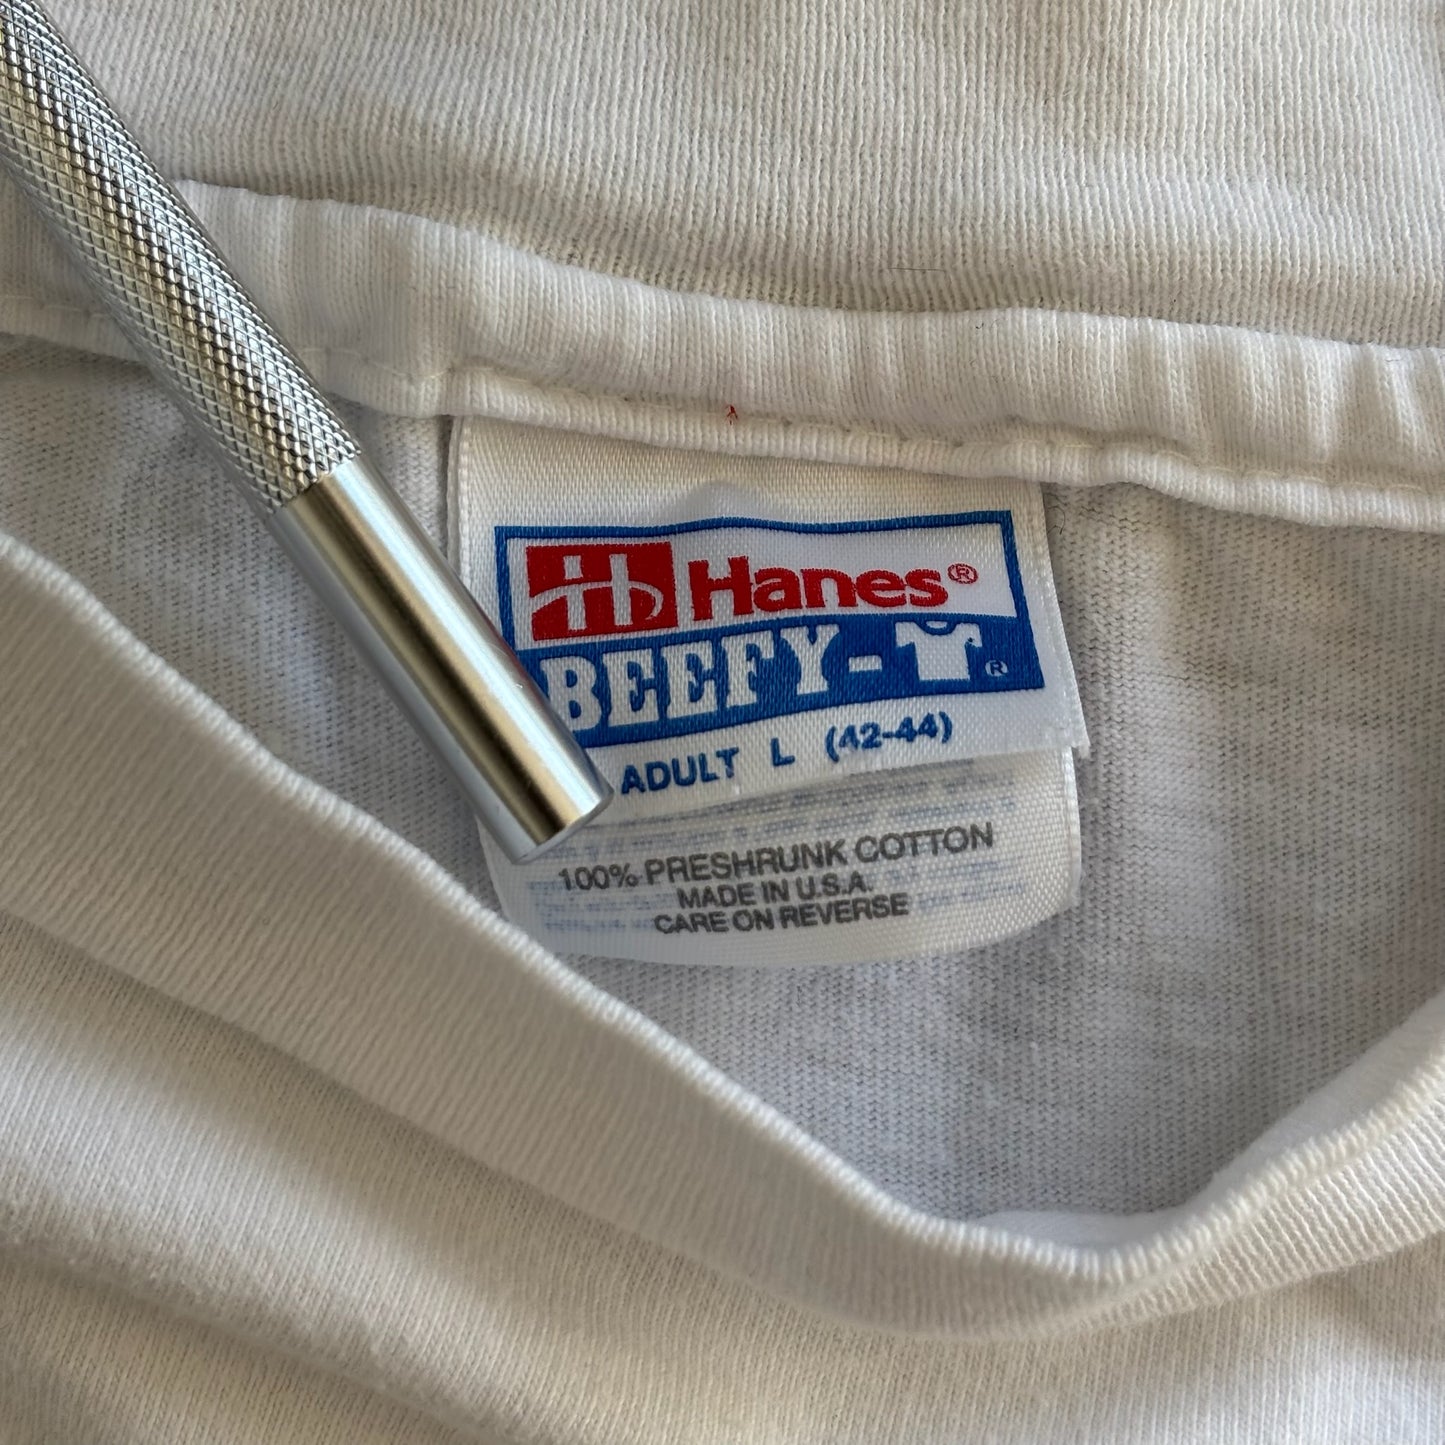 Hanes®
BEEFY-T®
ADULT L (42-44)
100% PRESHRUNK COTTON
MADE IN U.S.A.
CARE ON REVERSE